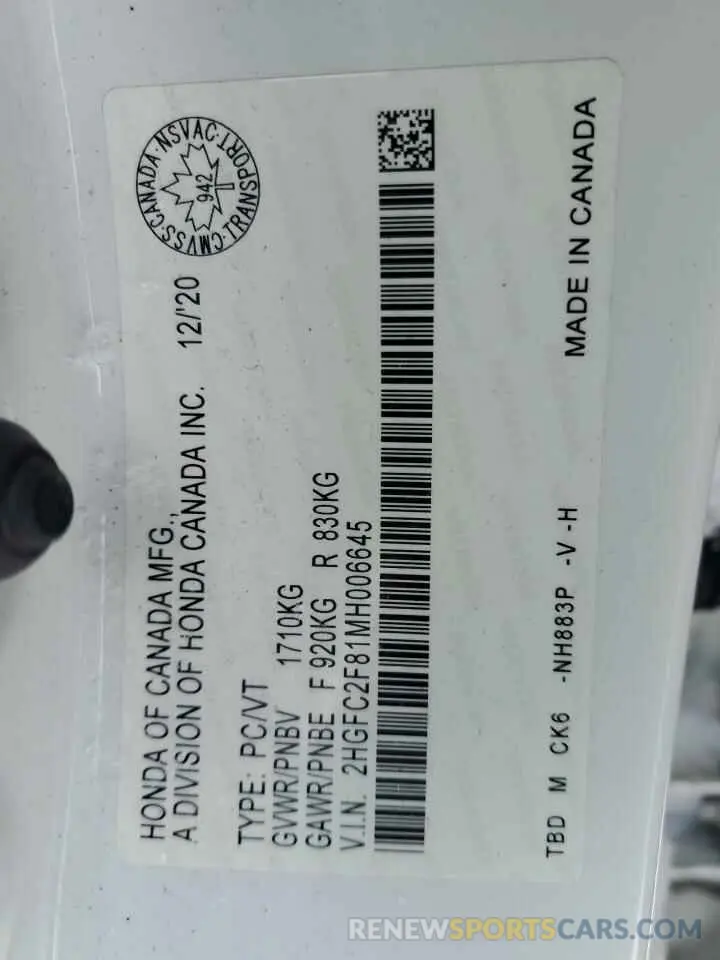 HONDA OF CANADA MFG.,
A DIVISION OF HONDA CANADA INC. 12/'20
CMVSS·CANADA·NSVAC·TRANSPORT·
942
TYPE: PC/VT
GVWR/PNBV 1710KG
GAWR/PNBE F 920KG R 830KG
V.I.N. 2HGFC2F81MH006645
TBD M CK6 -NH883P -V -H
MADE IN CANADA
RENEWSPORTSCARS.COM